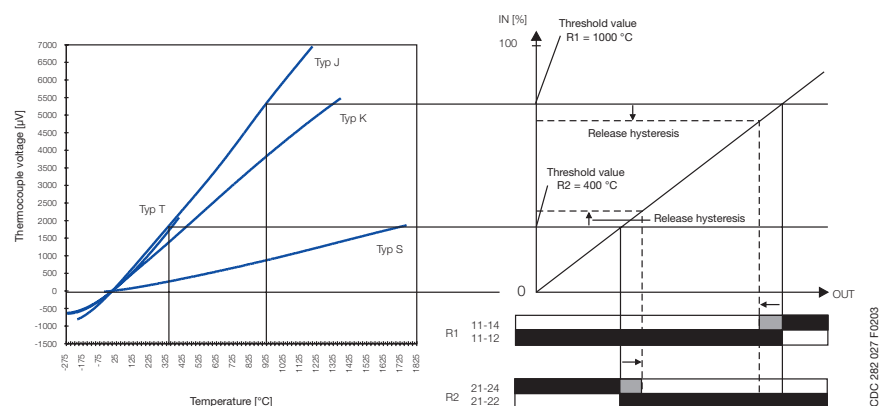 Thermocouple voltage [µV]
7000
6500
6000
5500
5000
4500
4000
3500
3000
2500
2000
1500
1000
500
0
-500
-1000
-1500
-275
-175
-75
25
125
225
325
425
525
625
725
825
925
1025
1125
1225
1325
1425
1525
1625
1725
1825
Temperature [°C]
Typ J
Typ K
Typ T
Typ S
IN [%]
100
Threshold value
R1 = 1000 °C
Release hysteresis
Threshold value
R2 = 400 °C
Release hysteresis
0
OUT
R1
11-14
11-12
R2
21-24
21-22
CDC 282 027 F0203